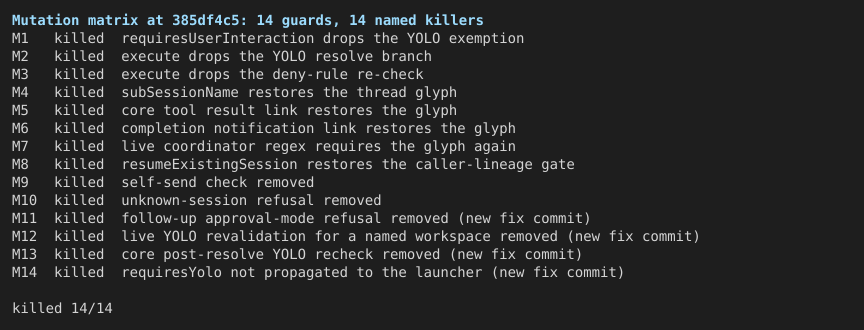 Mutation matrix at 385df4c5: 14 guards, 14 named killers
M1 killed requiresUserInteraction drops the YOLO exemption
M2 killed execute drops the YOLO resolve branch
M3 killed execute drops the deny-rule re-check
M4 killed subSessionName restores the thread glyph
M5 killed core tool result link restores the glyph
M6 killed completion notification link restores the glyph
M7 killed live coordinator regex requires the glyph again
M8 killed resumeExistingSession restores the caller-lineage gate
M9 killed self-send check removed
M10 killed unknown-session refusal removed
M11 killed follow-up approval-mode refusal removed (new fix commit)
M12 killed live YOLO revalidation for a named workspace removed (new fix commit)
M13 killed core post-resolve YOLO recheck removed (new fix commit)
M14 killed requiresYolo not propagated to the launcher (new fix commit)
killed 14/14